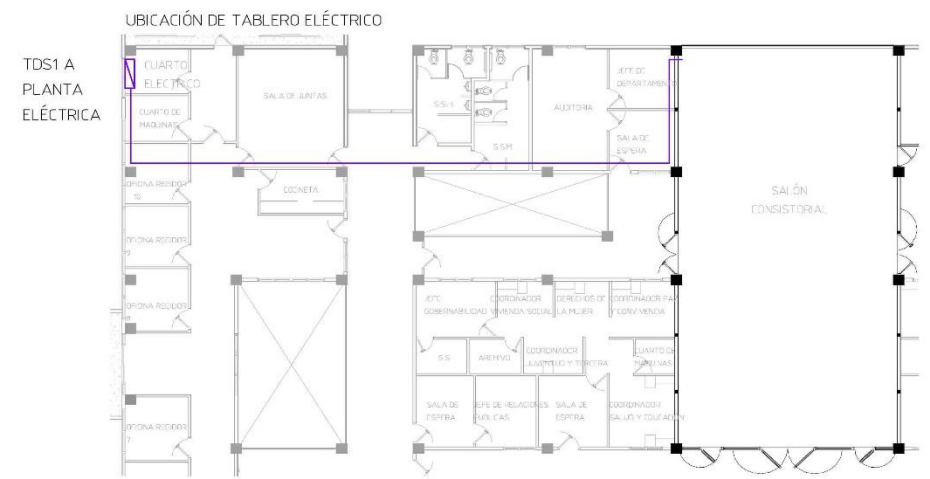 UBICACIÓN DE TABLERO ELÉCTRICO
TDS1 A
PLANTA
ELÉCTRICA
CUARTO
ELECTRICO
SALA DE JUNTAS
CUARTO DE
MAQUINAS
S.S.H.
S.S.M.
AUDITORIA
JEFE DE
DEPARTAMENTO
SALA DE
ESPERA
OFICINA REGIDOR
10
COCINETA
SALÓN
CONSISTORIAL
OFICINA REGIDOR
9
OFICINA REGIDOR
8
OFICINA REGIDOR
7
JEFE
GOBERNABILIDAD
COORDINADOR
VIVIENDA SOCIAL
DERECHOS DE
LA MUJER
COORDINADOR PAZ
Y CONVIVENCIA
S.S.
ARCHIVO
COORDINADOR
JUVENTUD Y TERCERA
CUARTO DE
MAQUINAS
SALA DE
ESPERA
JEFE DE RELACIONES
PUBLICAS
SALA DE
ESPERA
COORDINADOR
SALUD Y EDUCACION